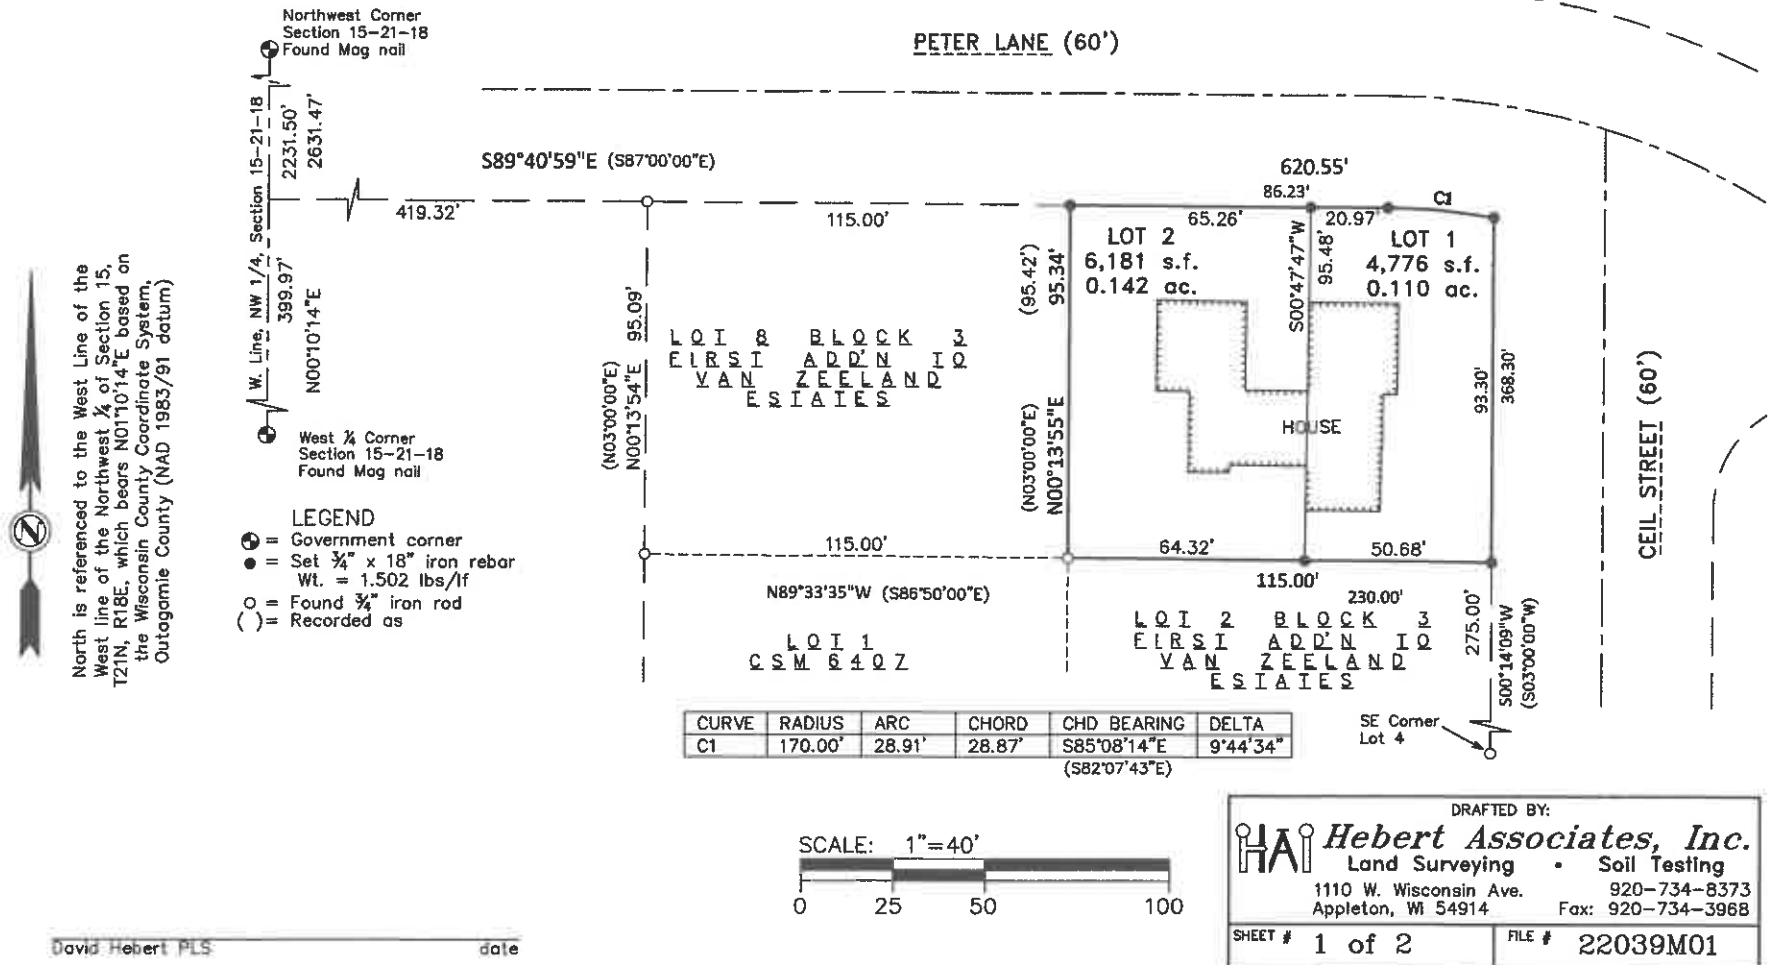 Northwest Corner
Section 15-21-18
Found Mag nail
PETER LANE (60')
W. Line, NW 1/4, Section 15-21-18
2231.50'
2631.47'
399.97'
N00°10'14"E
S89°40'59"E (S87°00'00"E)
419.32'
115.00'
620.55'
86.23'
65.26'
20.97'
C1
LOT 2
6,181 s.f.
0.142 ac.
S00°47'47"W
95.48'
LOT 1
4,776 s.f.
0.110 ac.
(95.42')
95.34'
95.09'
(N03°00'00"E)
N00°13'54"E
LOT 8 BLOCK 3
FIRST ADD'N TO
VAN ZEELAND
ESTATES
(N03°00'00"E)
N00°13'55"E
HOUSE
93.30'
368.30'
CEIL STREET (60')
North is referenced to the West Line of the
West line of the Northwest ¼ of Section 15,
T21N, R18E, which bears N01°10'14"E based on
the Wisconsin County Coordinate System,
Outagamie County (NAD 1983/91 datum)
N
West ¼ Corner
Section 15-21-18
Found Mag nail
LEGEND
= Government corner
= Set ¾" x 18" iron rebar
Wt. = 1.502 lbs/lf
= Found ¾" iron rod
( ) = Recorded as
115.00'
64.32'
50.68'
115.00'
230.00'
N89°33'35"W (S86°50'00"E)
LOT 1
CSM 6407
LOT 2 BLOCK 3
FIRST ADD'N TO
VAN ZEELAND
ESTATES
275.00'
S00°14'09"W
(S03°00'00"W)
SE Corner
Lot 4
CURVE RADIUS ARC CHORD CHD BEARING DELTA
C1 170.00' 28.91' 28.87' S85°08'14"E 9°44'34"
(S82°07'43"E)
SCALE: 1"=40'
0 25 50 100
DRAFTED BY:
HAI Hebert Associates, Inc.
Land Surveying • Soil Testing
1110 W. Wisconsin Ave. 920-734-8373
Appleton, WI 54914 Fax: 920-734-3968
SHEET # 1 of 2 FILE # 22039M01
David Hebert PLS date